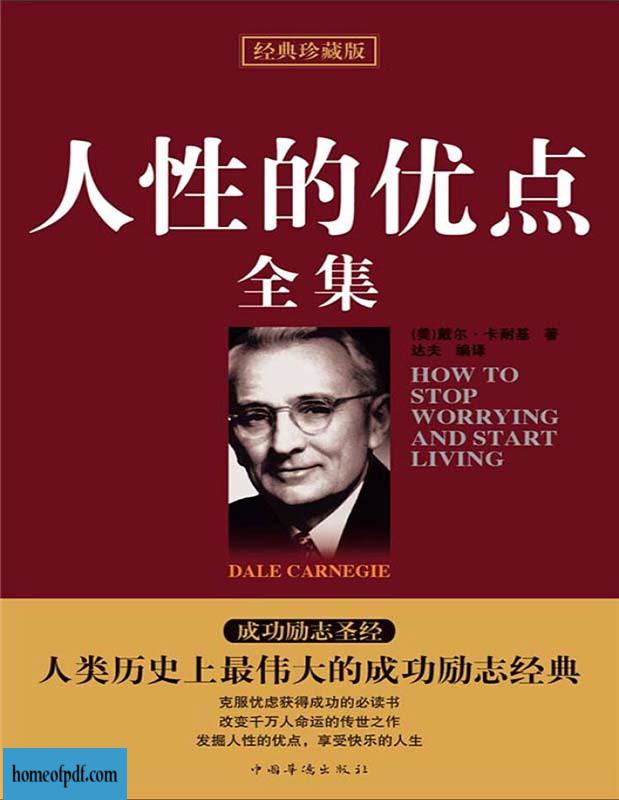 经典珍藏版
人性的优点
全集
(美)戴尔·卡耐基 著
达夫 编译
HOW TO
STOP
WORRYING
AND START
LIVING
DALE CARNEGIE
成功励志圣经
人类历史上最伟大的成功励志经典
克服忧虑获得成功的必读书
改变千万人命运的传世之作
发掘人性的优点，享受快乐的人生
中国华侨出版社
homeofpdf.com